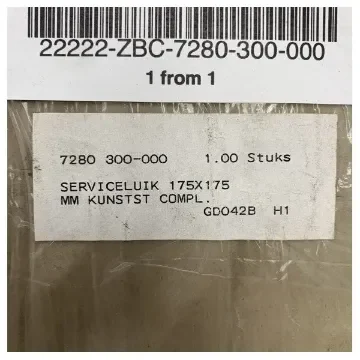 22222-ZBC-7280-300-000
1 from 1
7280 300-000 1.00 Stuks
SERVICELUIK 175X175
MM KUNSTST COMPL.
GD042B H1